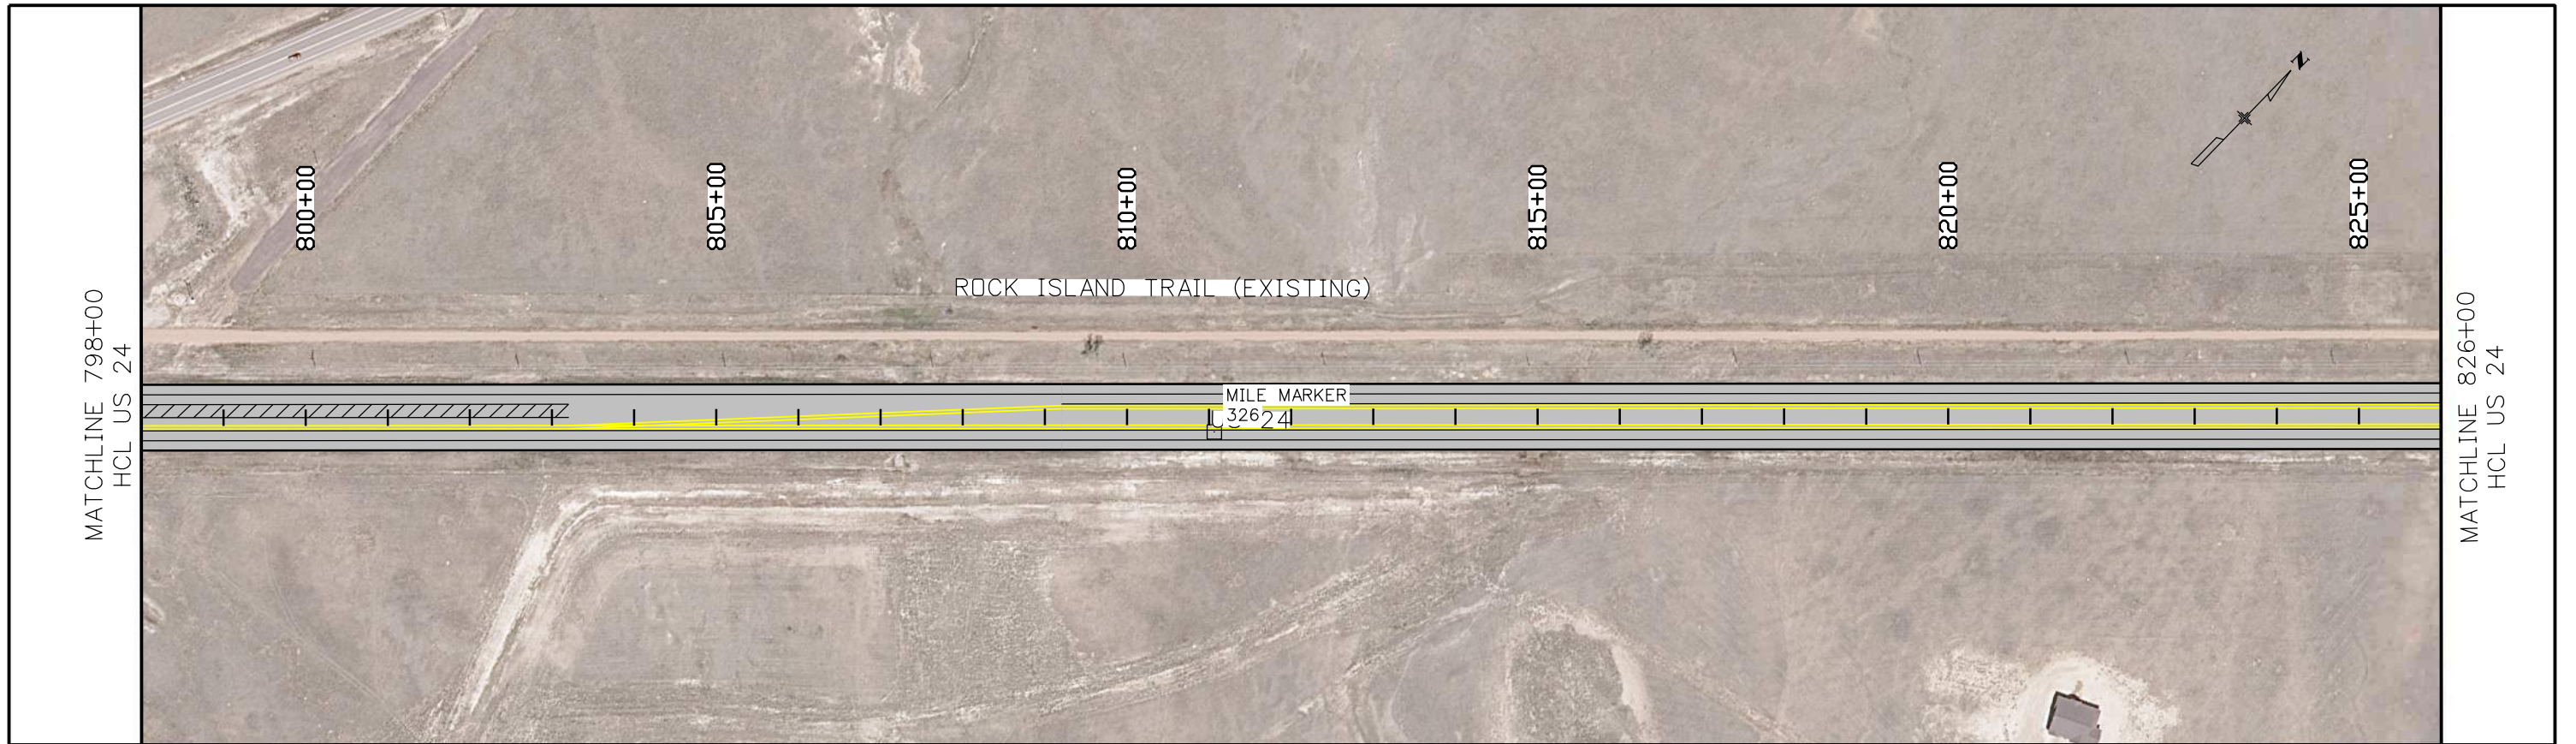 N
800+00
805+00
810+00
815+00
820+00
825+00
ROCK ISLAND TRAIL (EXISTING)
MATCHLINE 798+00
HCL US 24
MILE MARKER
326
24
MATCHLINE 826+00
HCL US 24